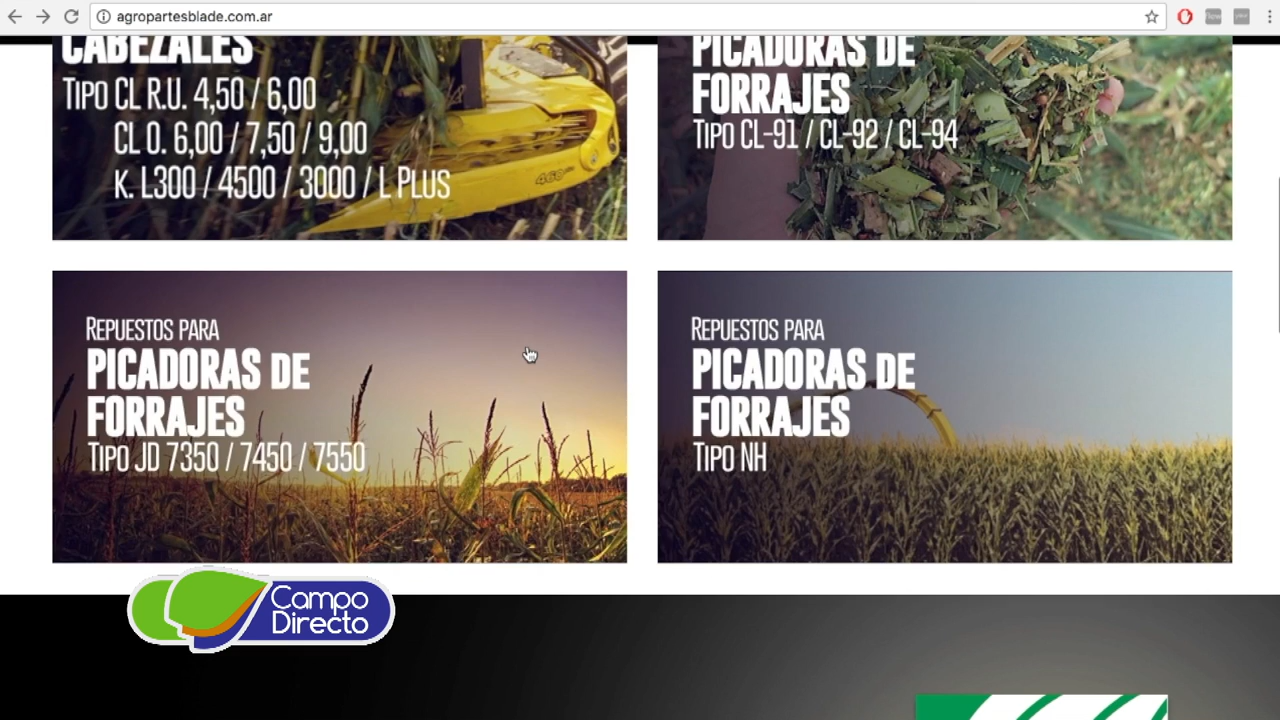 agropartesblade.com.ar
CABEZALES
Tipo CL R.U. 4,50 / 6,00
CL O. 6,00 / 7,50 / 9,00
K. L300 / 4500 / 3000 / L Plus
460
PICADORAS DE
FORRAJES
Tipo CL-91 / CL-92 / CL-94
Repuestos para
PICADORAS DE
FORRAJES
Tipo JD 7350 / 7450 / 7550
Repuestos para
PICADORAS DE
FORRAJES
Tipo NH
Campo
Directo